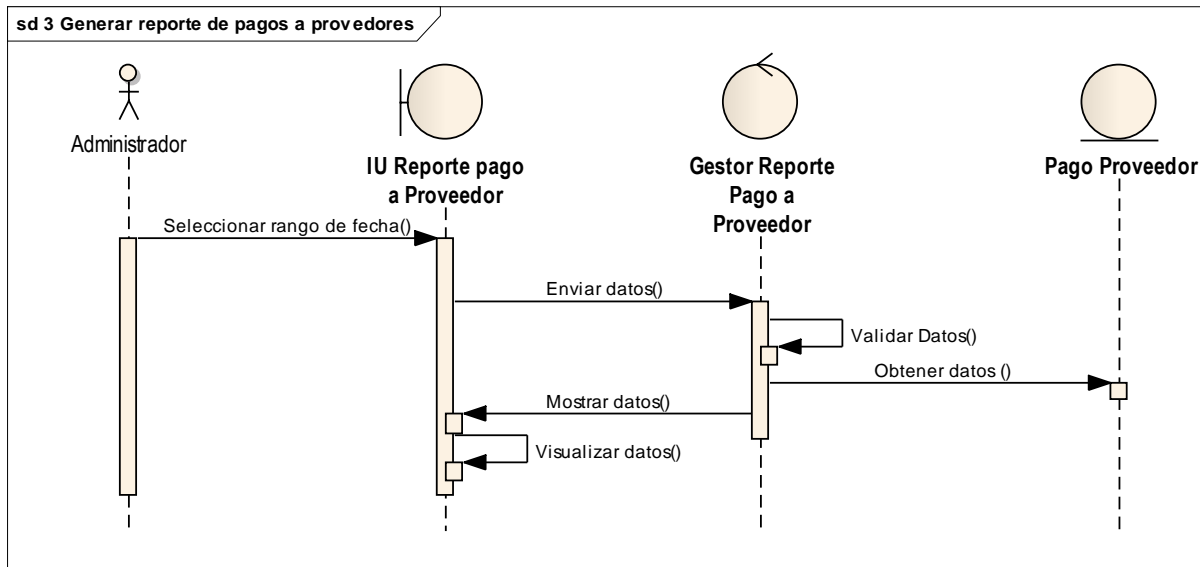 sd 3 Generar reporte de pagos a provedores
Administrador
IU Reporte pago
a Proveedor
Gestor Reporte
Pago a
Proveedor
Pago Proveedor
Seleccionar rango de fecha()
Enviar datos()
Validar Datos()
Obtener datos ()
Mostrar datos()
Visualizar datos()